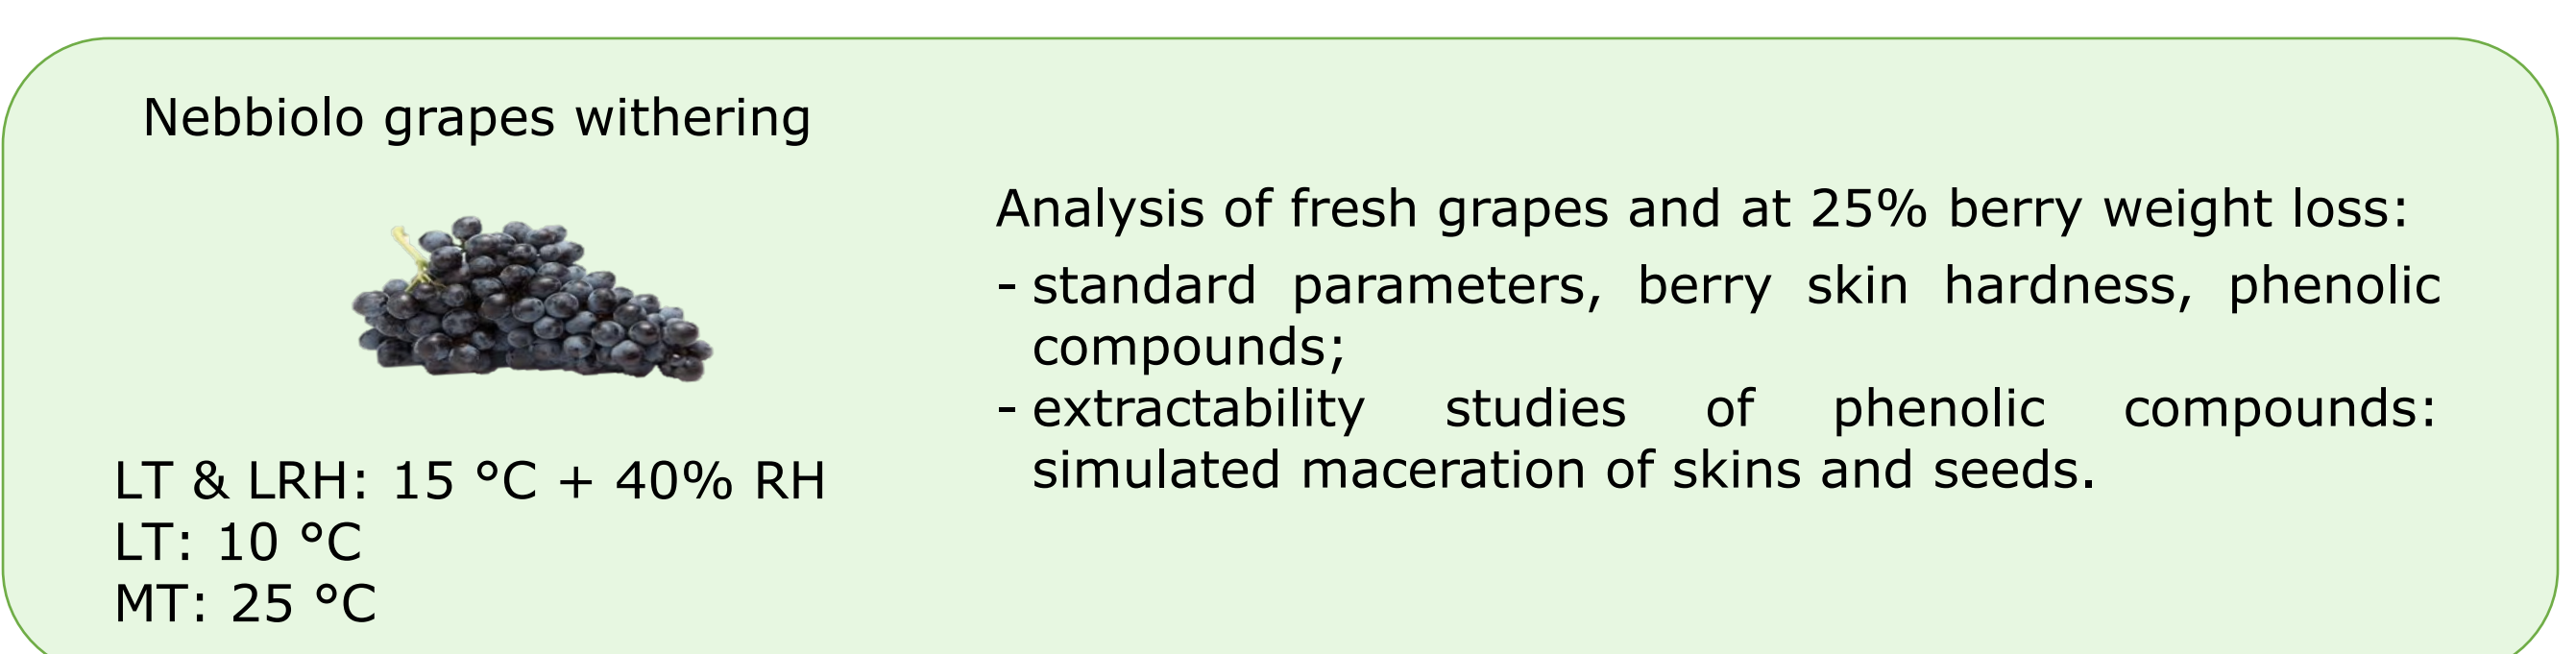 Nebbiolo grapes withering
LT & LRH: 15 °C + 40% RH
LT: 10 °C
MT: 25 °C
Analysis of fresh grapes and at 25% berry weight loss:
- standard parameters, berry skin hardness, phenolic
compounds;
- extractability studies of phenolic compounds:
simulated maceration of skins and seeds.